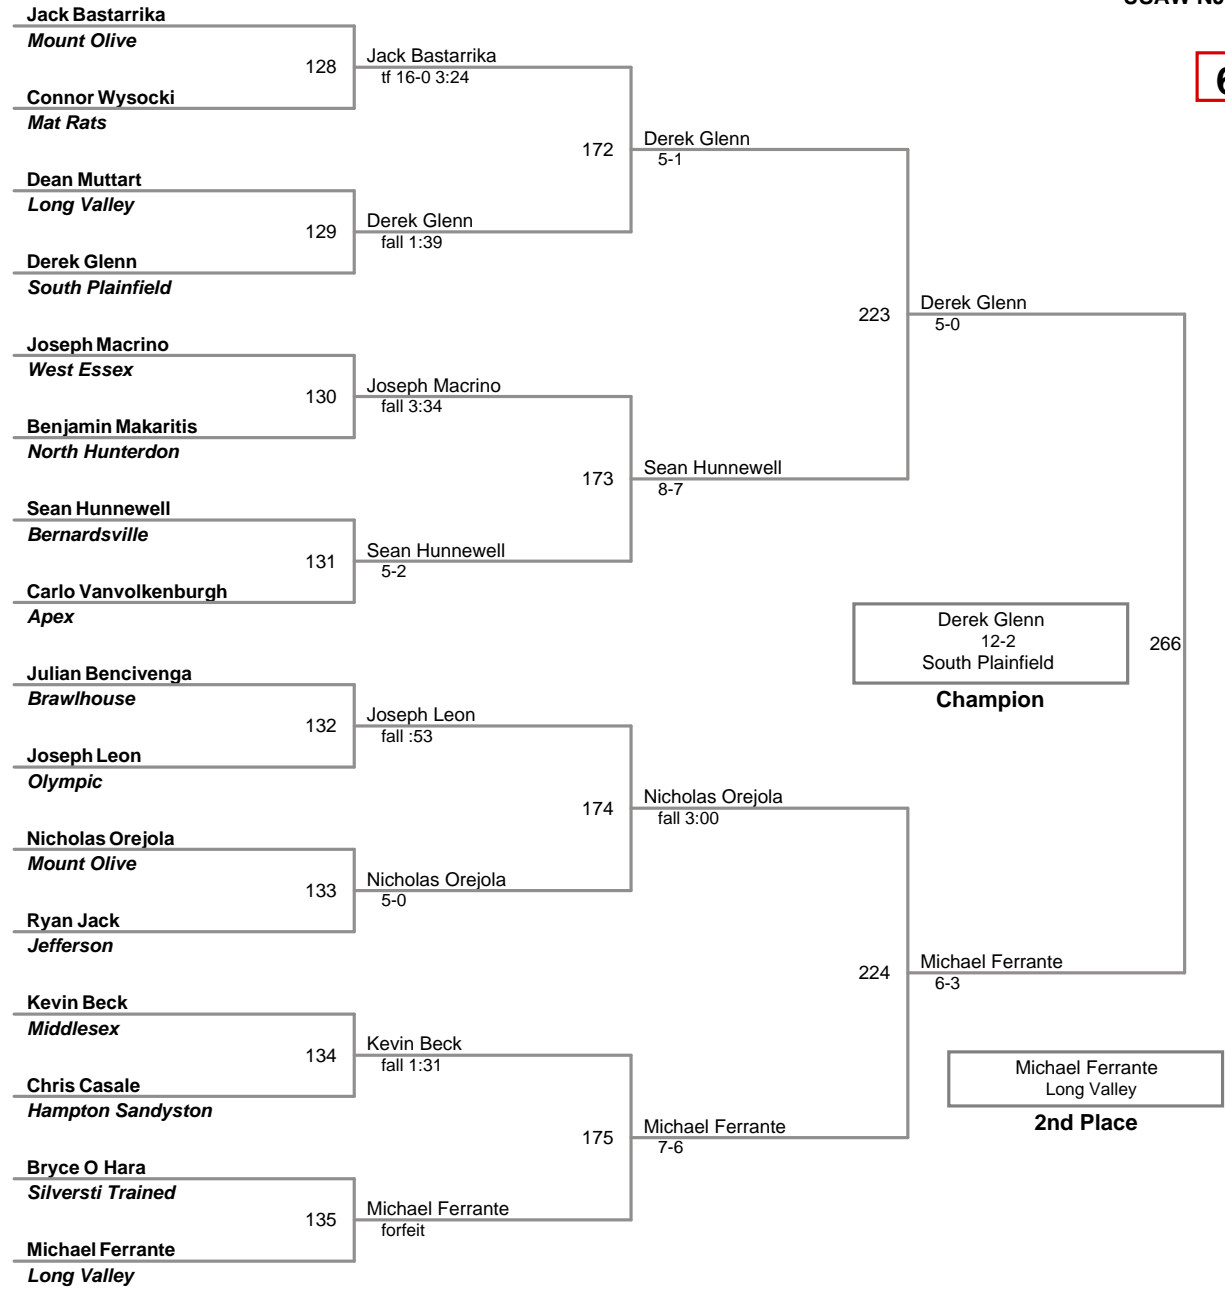 Jack Bastarrika
Mount Olive
128
Jack Bastarrika
tf 16-0 3:24
Connor Wysocki
Mat Rats
172
Derek Glenn
5-1
Dean Muttart
Long Valley
129
Derek Glenn
fall 1:39
Derek Glenn
South Plainfield
223
Derek Glenn
5-0
Joseph Macrino
West Essex
130
Joseph Macrino
fall 3:34
Benjamin Makaritis
North Hunterdon
173
Sean Hunnewell
8-7
Sean Hunnewell
Bernardsville
131
Sean Hunnewell
5-2
Carlo Vanvolkenburgh
Apex
Derek Glenn
12-2
South Plainfield
Champion
266
Julian Bencivenga
Brawlhouse
132
Joseph Leon
fall :53
Joseph Leon
Olympic
174
Nicholas Orejola
fall 3:00
Nicholas Orejola
Mount Olive
133
Nicholas Orejola
5-0
Ryan Jack
Jefferson
224
Michael Ferrante
6-3
Kevin Beck
Middlesex
134
Kevin Beck
fall 1:31
Chris Casale
Hampton Sandyston
175
Michael Ferrante
7-6
Michael Ferrante
Long Valley
2nd Place
Bryce O Hara
Silversti Trained
135
Michael Ferrante
forfeit
Michael Ferrante
Long Valley